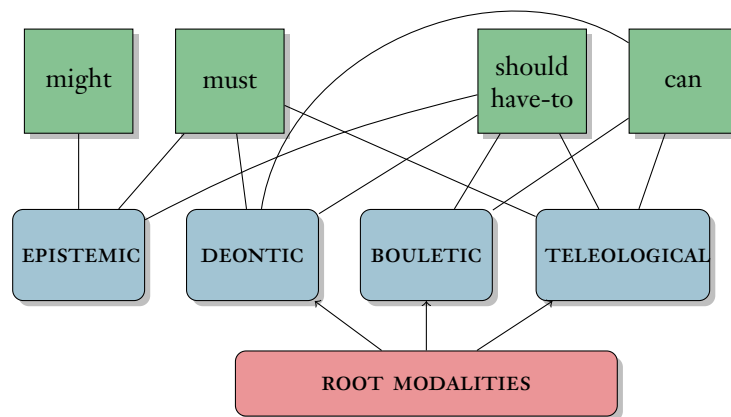 might
must
should
have-to
can
EPISTEMIC
DEONTIC
BOULETIC
TELEOLOGICAL
ROOT MODALITIES